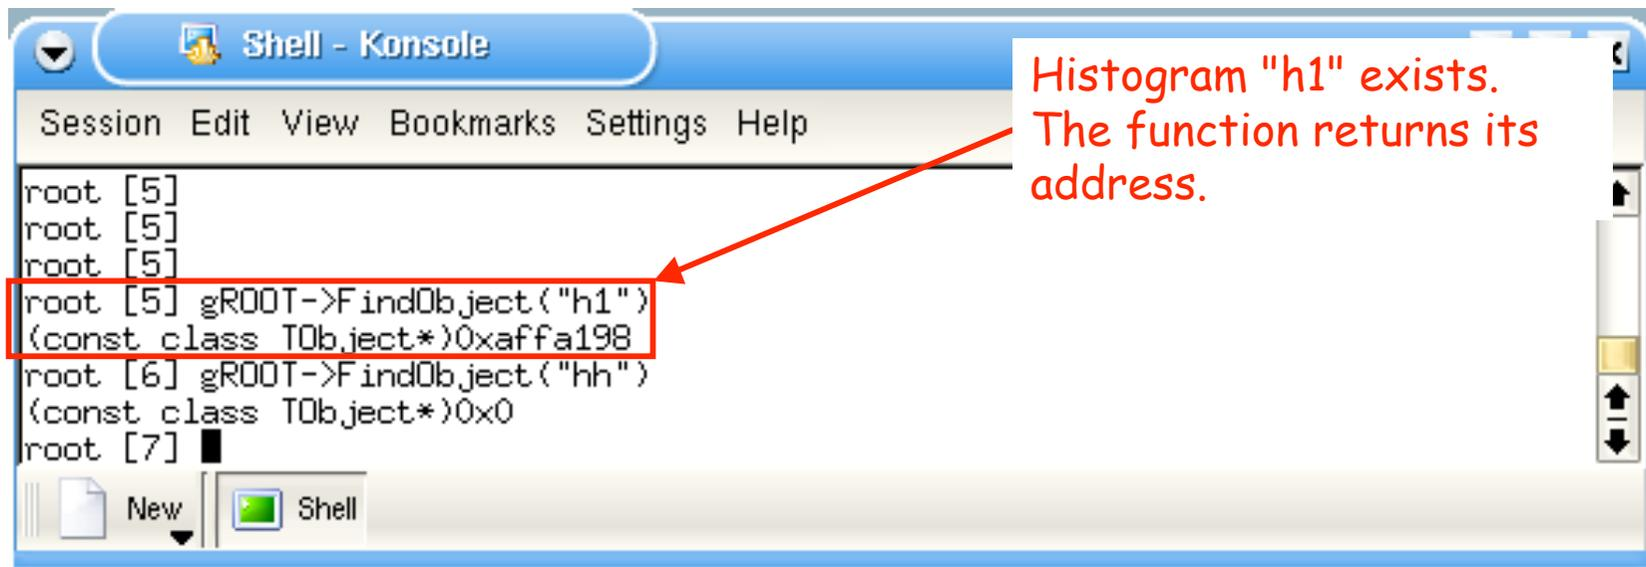 Shell - Konsole
Histogram "h1" exists.
The function returns its
address.
Session Edit View Bookmarks Settings Help
root [5]
root [5]
root [5]
root [5] gROOT->FindObject("h1")
(const class TObject*)0xaffa198
root [6] gROOT->FindObject("hh")
(const class TObject*)0x0
root [7]
New Shell